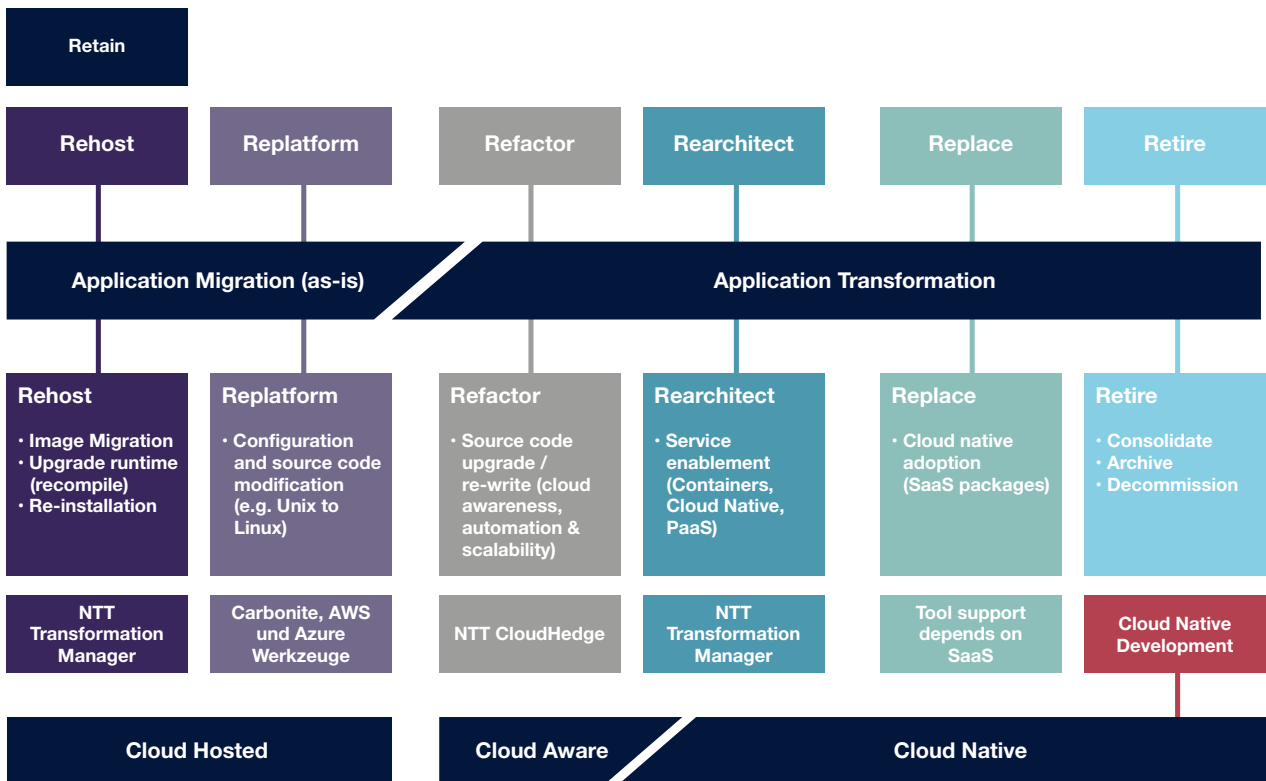 Retain
Rehost
Replatform
Refactor
Rearchitect
Replace
Retire
Application Migration (as-is)
Application Transformation
Rehost
· Image Migration
· Upgrade runtime
(recompile)
· Re-installation
Replatform
· Configuration
and source code
modification
(e.g. Unix to
Linux)
Refactor
· Source code
upgrade /
re-write (cloud
awareness,
automation &
scalability)
Rearchitect
· Service
enablement
(Containers,
Cloud Native,
PaaS)
Replace
· Cloud native
adoption
(SaaS packages)
Retire
· Consolidate
· Archive
· Decommission
NTT
Transformation
Manager
Carbonite, AWS
und Azure
Werkzeuge
NTT CloudHedge
NTT
Transformation
Manager
Tool support
depends on
SaaS
Cloud Native
Development
Cloud Hosted
Cloud Aware
Cloud Native